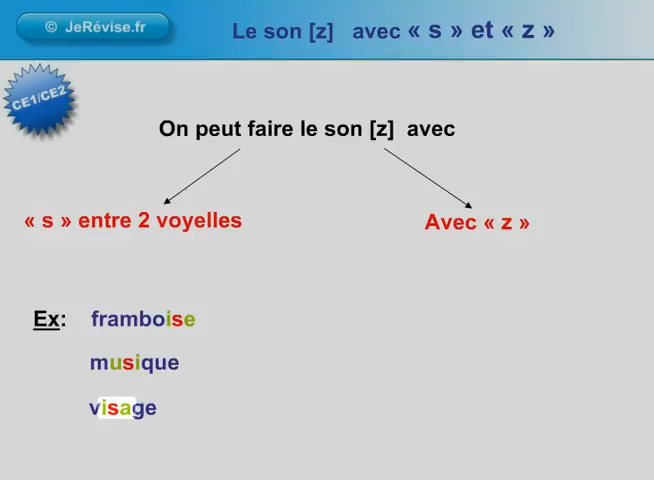 © JeRévise.fr
Le son [z] avec « s » et « z »
CE1/CE2
On peut faire le son [z] avec
« s » entre 2 voyelles
Avec « z »
Ex: framboise
musique
visage